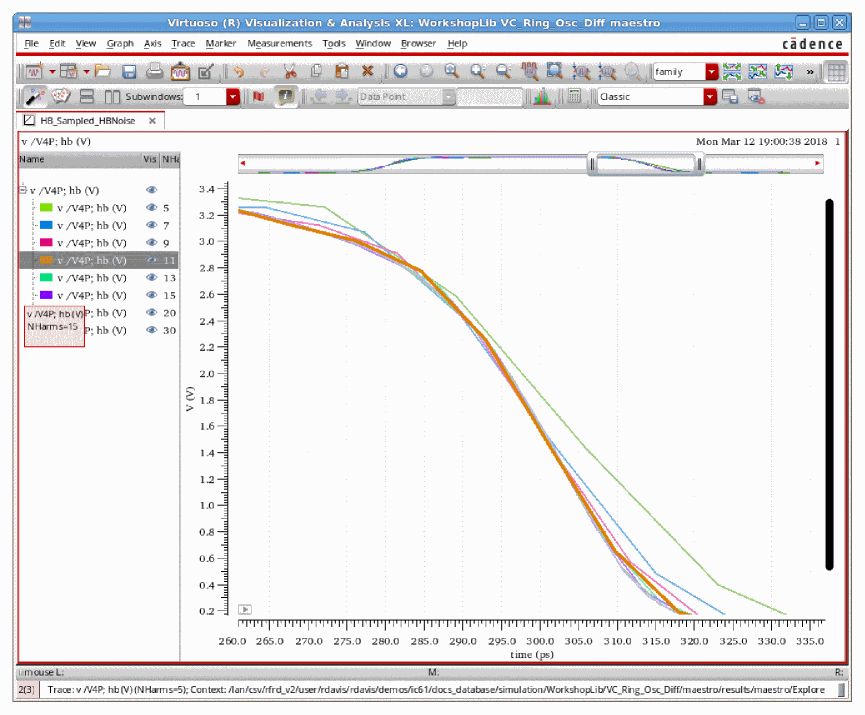 Virtuoso (R) Visualization & Analysis XL: WorkshopLib VC_Ring_Osc_Diff maestro
File Edit View Graph Axis Trace Marker Measurements Tools Window Browser Help
cādence
family
»
Subwindows: 1
Data Point
Classic
HB_Sampled_HBNoise
v /V4P; hb (V)
Mon Mar 12 19:00:38 2018 1
Name Vis
v /V4P; hb (V)
v /V4P; hb (V) 5
v /V4P; hb (V) 7
v /V4P; hb (V) 9
v /V4P; hb (V) 11
v /V4P; hb (V) 13
v /V4P; hb (V) 15
v /V4P; hb (V)
NHarms=15
P; hb (V) 20
P; hb (V) 30
V (V)
3.4
3.2
3.0
2.8
2.6
2.4
2.2
2.0
1.8
1.6
1.4
1.2
1.0
0.8
0.6
0.4
0.2
260.0 265.0 270.0 275.0 280.0 285.0 290.0 295.0 300.0 305.0 310.0 315.0 320.0 325.0 330.0 335.0
time (ps)
mouse L: M: R:
2(3) Trace: v /V4P; hb (V) (NHarms=5); Context: /lan/csv/rfrd_v2/user/rdavis/rdavis/demos/ic61/docs_database/simulation/WorkshopLib/VC_Ring_Osc_Diff/maestro/results/maestro/Explore